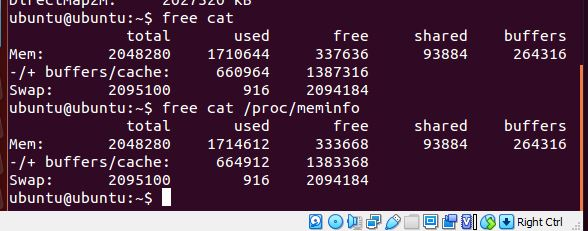 DirectMap2M: 2027520 kB
ubuntu@ubuntu:~$ free cat
total used free shared buffers
Mem: 2048280 1710644 337636 93884 264316
-/+ buffers/cache: 660964 1387316
Swap: 2095100 916 2094184
ubuntu@ubuntu:~$ free cat /proc/meminfo
total used free shared buffers
Mem: 2048280 1714612 333668 93884 264316
-/+ buffers/cache: 664912 1383368
Swap: 2095100 916 2094184
ubuntu@ubuntu:~$
Right Ctrl